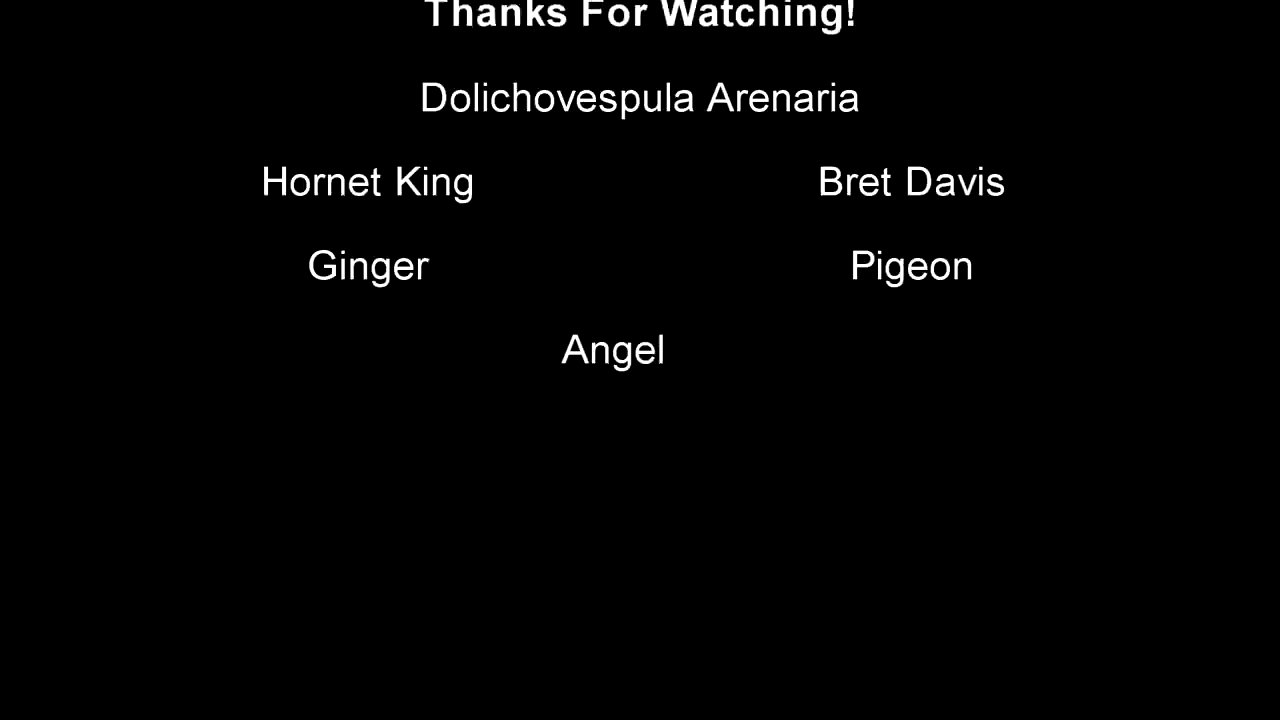 Thanks For Watching!
Dolichovespula Arenaria
Hornet King Bret Davis
Ginger Pigeon
Angel